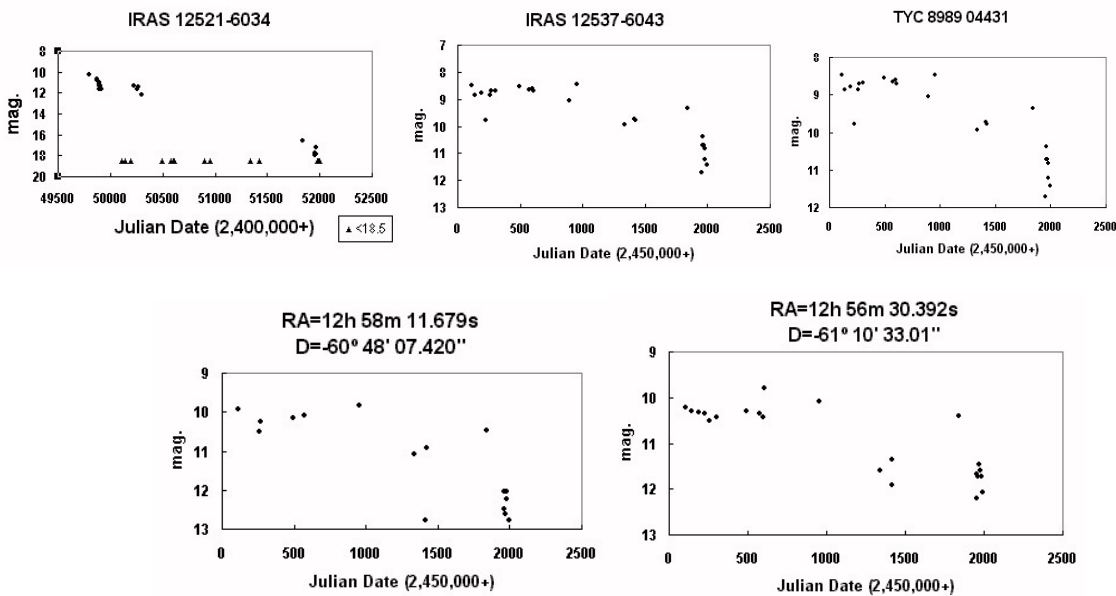 IRAS 12521-6034
mag.
8
10
12
14
16
18
20
49500 50000 50500 51000 51500 52000 52500
Julian Date (2,400,000+)
▲ <18.5
IRAS 12537-6043
mag.
7
8
9
10
11
12
13
0 500 1000 1500 2000 2500
Julian Date (2,450,000+)
TYC 8989 04431
mag.
8
9
10
11
12
0 500 1000 1500 2000 2500
Julian Date (2,450,000+)
RA=12h 58m 11.679s
D=-60º 48' 07.420"
mag.
9
10
11
12
13
0 500 1000 1500 2000 2500
Julian Date (2,450,000+)
RA=12h 56m 30.392s
D=-61º 10' 33.01"
mag.
9
10
11
12
13
0 500 1000 1500 2000 2500
Julian Date (2,450,000+)